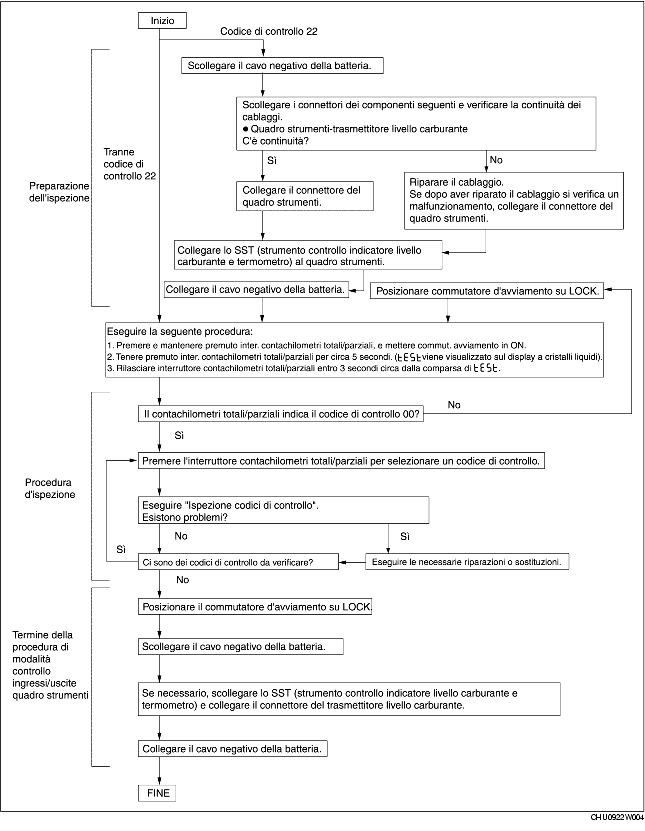 Inizio
Codice di controllo 22
Scollegare il cavo negativo della batteria.
Scollegare i connettori dei componenti seguenti e verificare la continuità dei
cablaggi.
● Quadro strumenti-trasmettitore livello carburante
C'è continuità?
Tranne
codice di
controllo 22
Preparazione
dell'ispezione
Sì
No
Collegare il connettore del
quadro strumenti.
Riparare il cablaggio.
Se dopo aver riparato il cablaggio si verifica un
malfunzionamento, collegare il connettore del
quadro strumenti.
Collegare lo SST (strumento controllo indicatore livello
carburante e termometro) al quadro strumenti.
Collegare il cavo negativo della batteria.
Posizionare commutatore d'avviamento su LOCK.
Eseguire la seguente procedura:
1. Premere e mantenere premuto inter. contachilometri totali/parziali, e mettere commut. avviamento in ON.
2. Tenere premuto inter. contachilometri totali/parziali per circa 5 secondi. (tESt viene visualizzato sul display a cristalli liquidi).
3. Rilasciare interruttore contachilometri totali/parziali entro 3 secondi circa dalla comparsa di tESt.
Il contachilometri totali/parziali indica il codice di controllo 00?
No
Sì
Premere l'interruttore contachilometri totali/parziali per selezionare un codice di controllo.
Procedura
d'ispezione
Eseguire "Ispezione codici di controllo".
Esistono problemi?
No
Sì
Sì
Ci sono dei codici di controllo da verificare?
Eseguire le necessarie riparazioni o sostituzioni.
No
Posizionare il commutatore d'avviamento su LOCK.
Termine della
procedura di
modalità
controllo
ingressi/uscite
quadro strumenti
Scollegare il cavo negativo della batteria.
Se necessario, scollegare lo SST (strumento controllo indicatore livello carburante e
termometro) e collegare il connettore del trasmettitore livello carburante.
Collegare il cavo negativo della batteria.
FINE
CHU0922W004